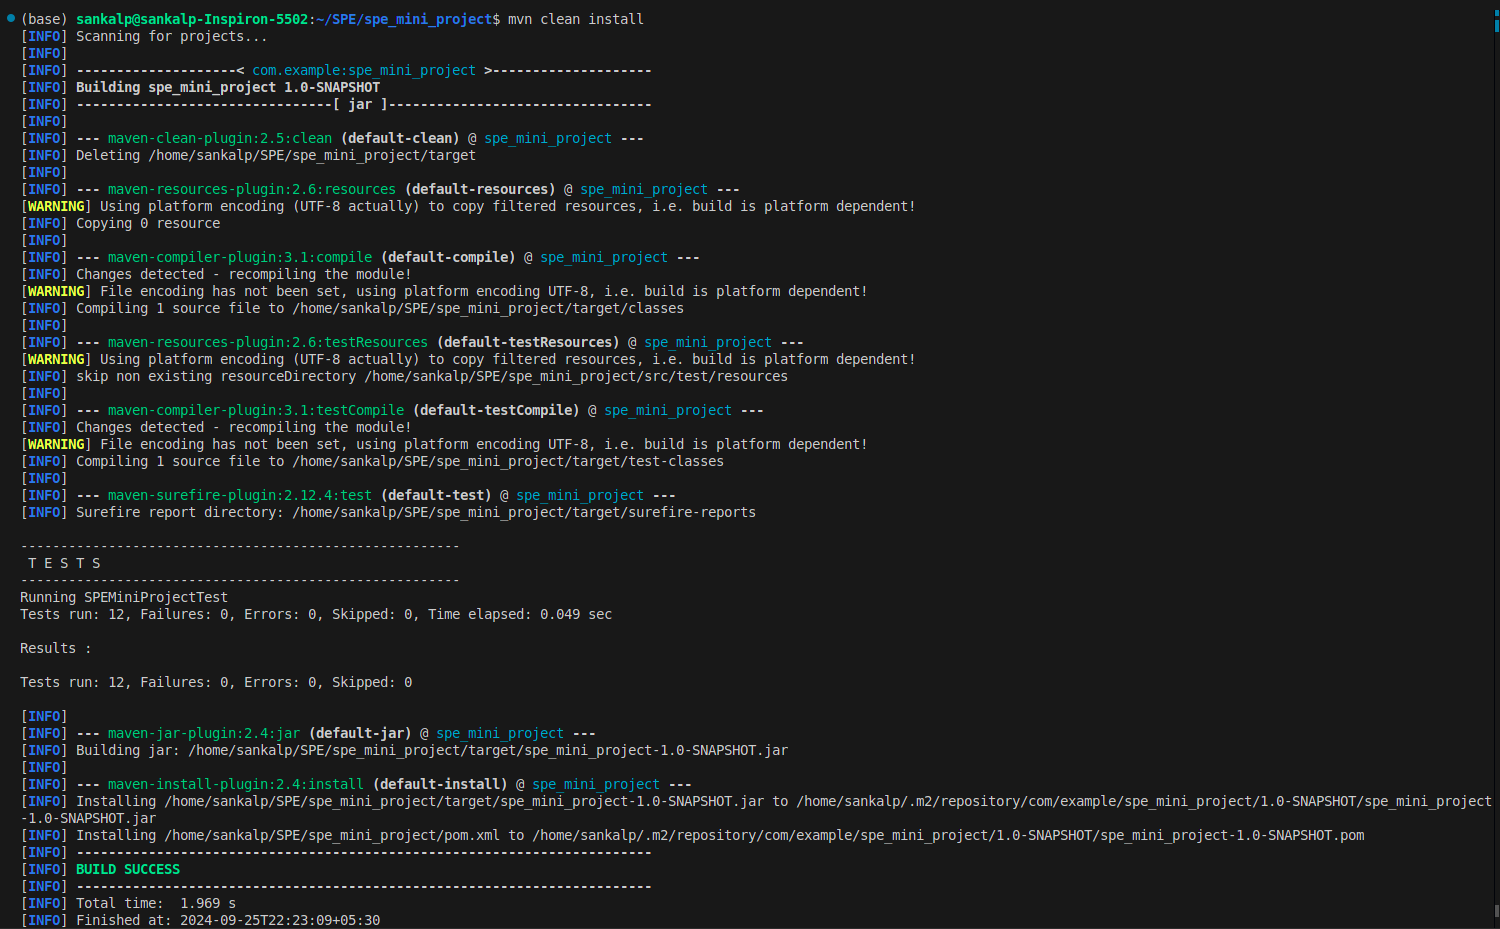 (base) sankalp@sankalp-Inspiron-5502:~/SPE/spe_mini_project$ mvn clean install
[INFO] Scanning for projects...
[INFO]
[INFO] --------------------< com.example:spe_mini_project >--------------------
[INFO] Building spe_mini_project 1.0-SNAPSHOT
[INFO] --------------------------------[ jar ]---------------------------------
[INFO]
[INFO] --- maven-clean-plugin:2.5:clean (default-clean) @ spe_mini_project ---
[INFO] Deleting /home/sankalp/SPE/spe_mini_project/target
[INFO]
[INFO] --- maven-resources-plugin:2.6:resources (default-resources) @ spe_mini_project ---
[WARNING] Using platform encoding (UTF-8 actually) to copy filtered resources, i.e. build is platform dependent!
[INFO] Copying 0 resource
[INFO]
[INFO] --- maven-compiler-plugin:3.1:compile (default-compile) @ spe_mini_project ---
[INFO] Changes detected - recompiling the module!
[WARNING] File encoding has not been set, using platform encoding UTF-8, i.e. build is platform dependent!
[INFO] Compiling 1 source file to /home/sankalp/SPE/spe_mini_project/target/classes
[INFO]
[INFO] --- maven-resources-plugin:2.6:testResources (default-testResources) @ spe_mini_project ---
[WARNING] Using platform encoding (UTF-8 actually) to copy filtered resources, i.e. build is platform dependent!
[INFO] skip non existing resourceDirectory /home/sankalp/SPE/spe_mini_project/src/test/resources
[INFO]
[INFO] --- maven-compiler-plugin:3.1:testCompile (default-testCompile) @ spe_mini_project ---
[INFO] Changes detected - recompiling the module!
[WARNING] File encoding has not been set, using platform encoding UTF-8, i.e. build is platform dependent!
[INFO] Compiling 1 source file to /home/sankalp/SPE/spe_mini_project/target/test-classes
[INFO]
[INFO] --- maven-surefire-plugin:2.12.4:test (default-test) @ spe_mini_project ---
[INFO] Surefire report directory: /home/sankalp/SPE/spe_mini_project/target/surefire-reports

-------------------------------------------------------
 T E S T S
-------------------------------------------------------
Running SPEMiniProjectTest
Tests run: 12, Failures: 0, Errors: 0, Skipped: 0, Time elapsed: 0.049 sec

Results :

Tests run: 12, Failures: 0, Errors: 0, Skipped: 0

[INFO]
[INFO] --- maven-jar-plugin:2.4:jar (default-jar) @ spe_mini_project ---
[INFO] Building jar: /home/sankalp/SPE/spe_mini_project/target/spe_mini_project-1.0-SNAPSHOT.jar
[INFO]
[INFO] --- maven-install-plugin:2.4:install (default-install) @ spe_mini_project ---
[INFO] Installing /home/sankalp/SPE/spe_mini_project/target/spe_mini_project-1.0-SNAPSHOT.jar to /home/sankalp/.m2/repository/com/example/spe_mini_project/1.0-SNAPSHOT/spe_mini_project
-1.0-SNAPSHOT.jar
[INFO] Installing /home/sankalp/SPE/spe_mini_project/pom.xml to /home/sankalp/.m2/repository/com/example/spe_mini_project/1.0-SNAPSHOT/spe_mini_project-1.0-SNAPSHOT.pom
[INFO] ------------------------------------------------------------------------
[INFO] BUILD SUCCESS
[INFO] ------------------------------------------------------------------------
[INFO] Total time:  1.969 s
[INFO] Finished at: 2024-09-25T22:23:09+05:30